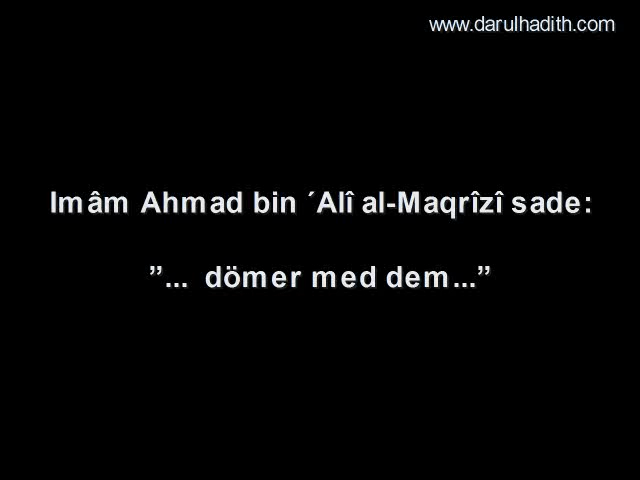 www.darulhadith.com
Imâm Ahmad bin ´Alî al-Maqrîzî sade:
”... dömer med dem...”